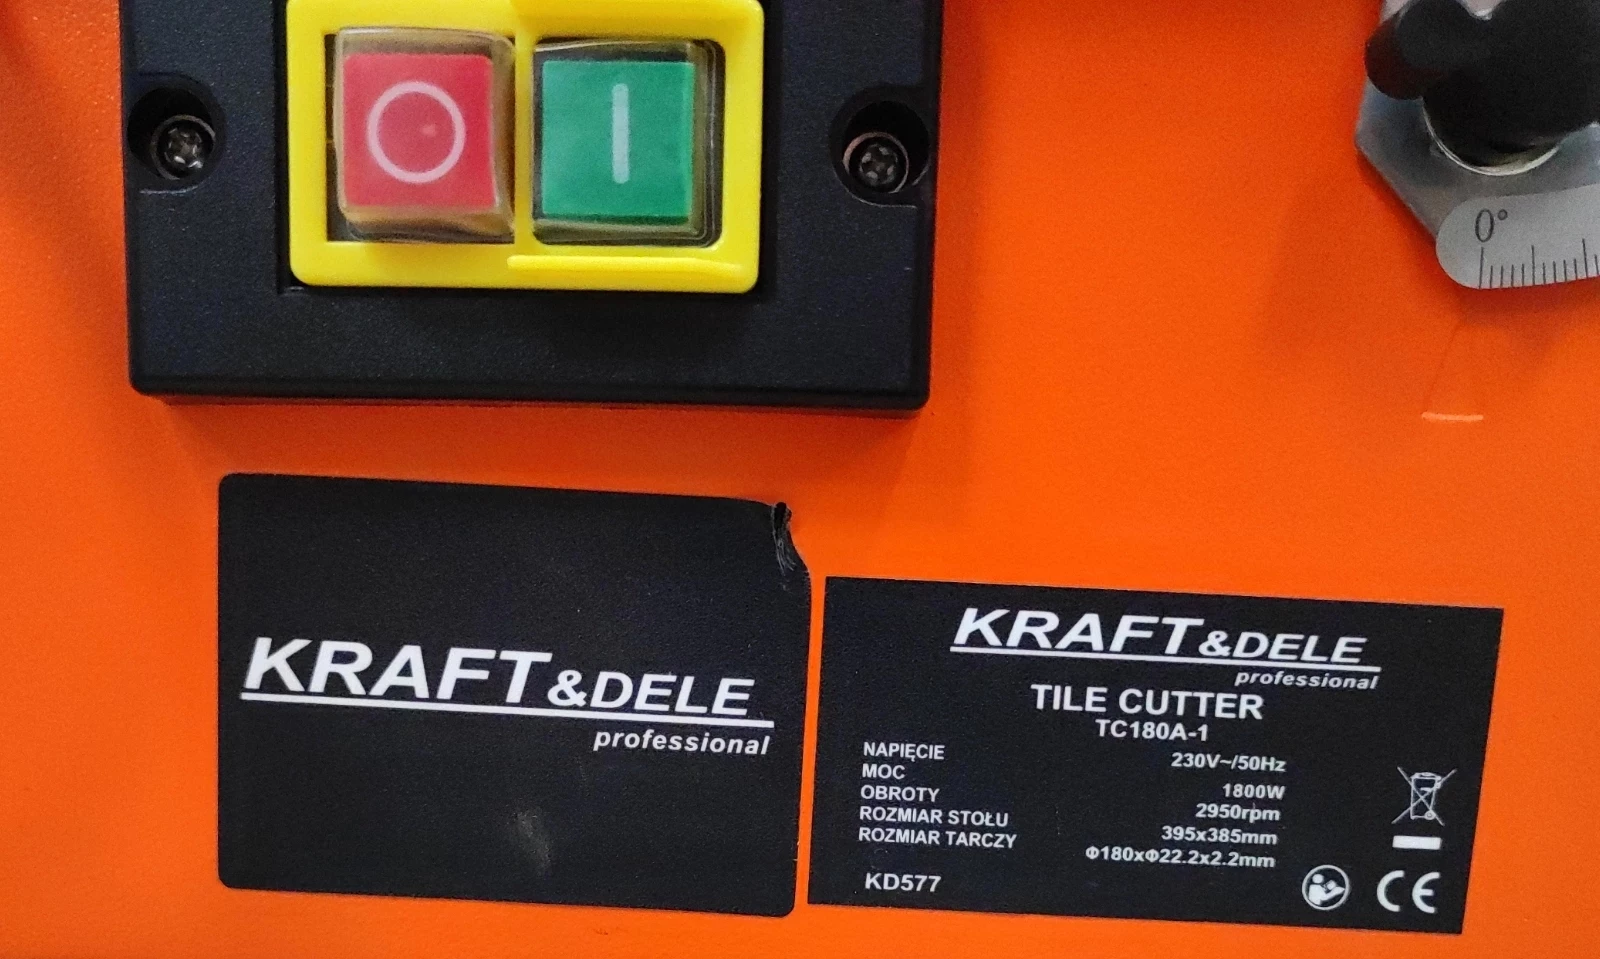 0°
KRAFT&DELE
professional
KRAFT&DELE
professional
TILE CUTTER
TC180A-1
NAPIĘCIE 230V~/50Hz
MOC 1800W
OBROTY 2950rpm
ROZMIAR STOŁU 395x385mm
ROZMIAR TARCZY Φ180xΦ22.2x2.2mm
KD577
CE